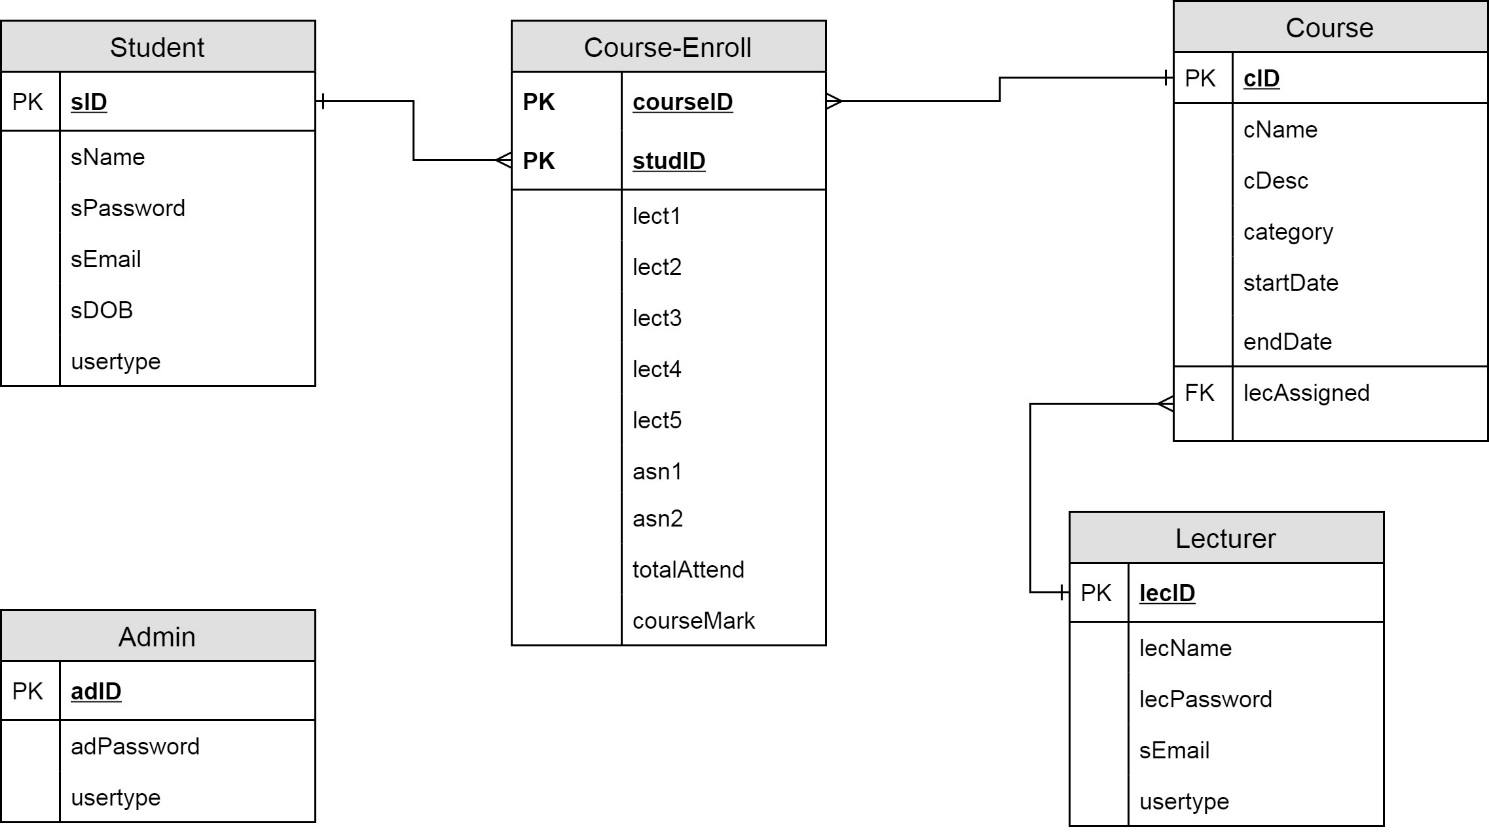 Student
PK sID
sName
sPassword
sEmail
sDOB
usertype
Course-Enroll
PK courseID
PK studID
lect1
lect2
lect3
lect4
lect5
asn1
asn2
totalAttend
courseMark
Course
PK cID
cName
cDesc
category
startDate
endDate
FK lecAssigned
Admin
PK adID
adPassword
usertype
Lecturer
PK lecID
lecName
lecPassword
sEmail
usertype